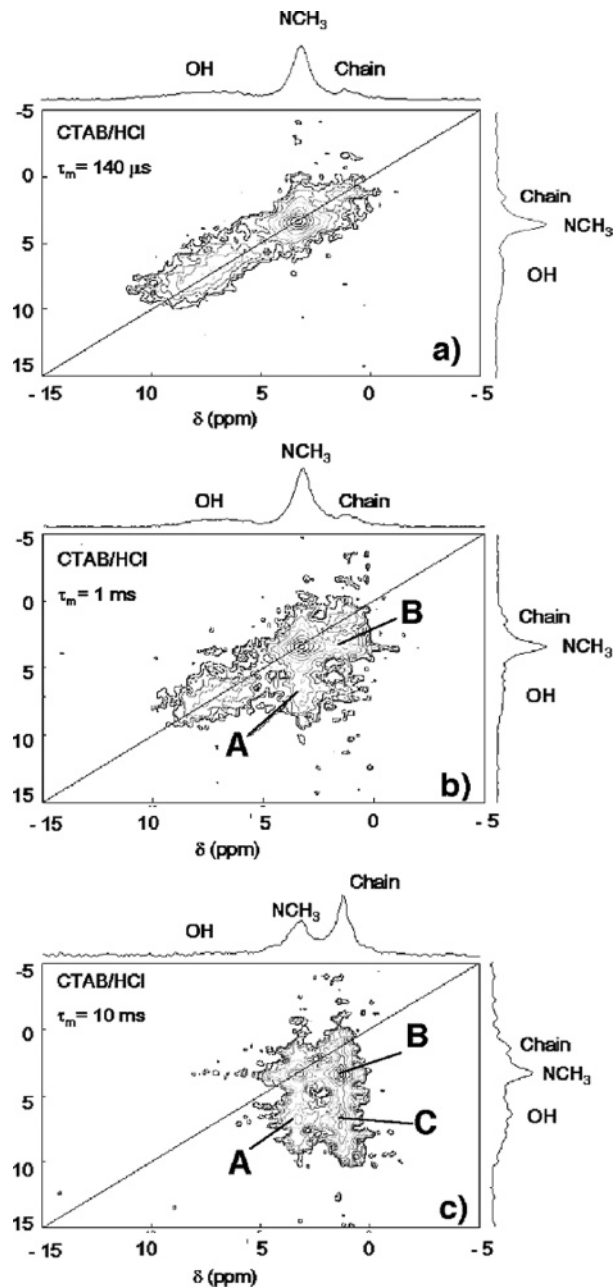 NCH3
OH
Chain
-5
0
5
10
15
CTAB/HCl
τm= 140 μs
a)
Chain
NCH3
OH
- 15
10
5
0
- 5
δ (ppm)
NCH3
OH
Chain
-5
0
5
10
15
CTAB/HCl
τm= 1 ms
B
A
b)
Chain
NCH3
OH
- 15
10
5
0
- 5
δ (ppm)
Chain
NCH3
OH
-5
0
5
10
15
CTAB/HCl
τm= 10 ms
B
A
C
c)
Chain
NCH3
OH
- 15
10
5
0
- 5
δ (ppm)